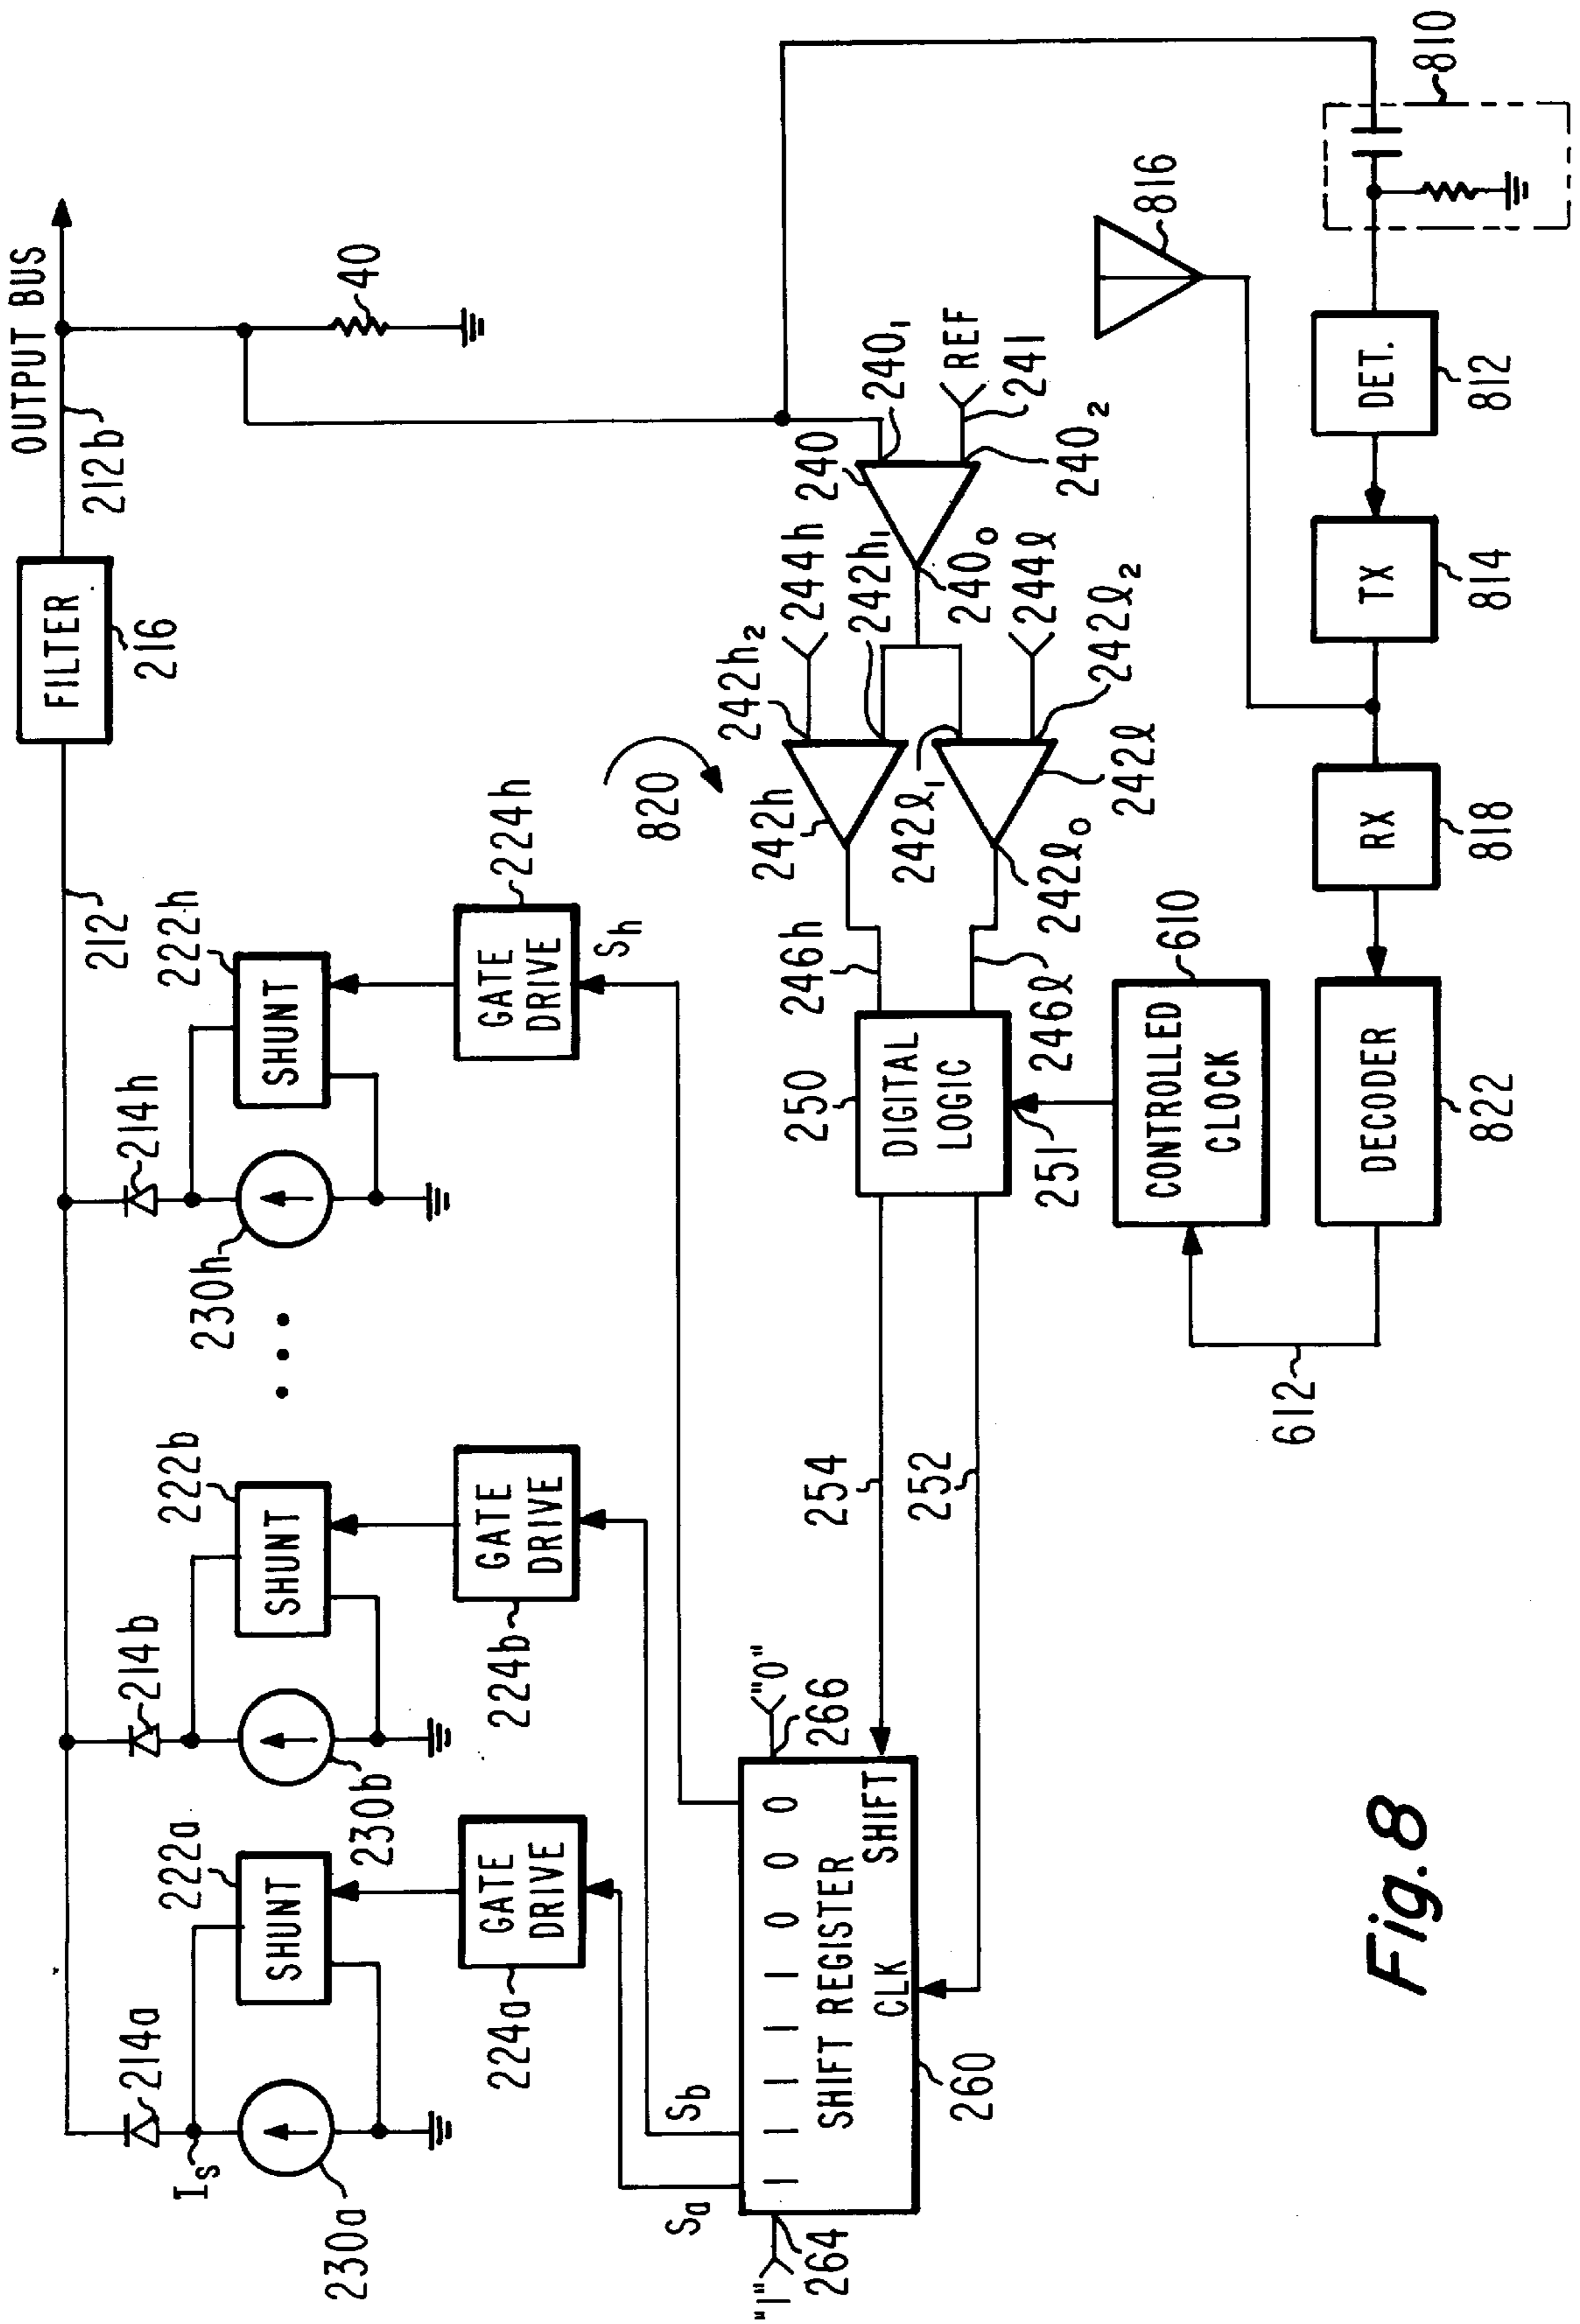 OUTPUT BUS
FILTER
216
212
212b
40
214a
214b
214h
222a
222b
222h
SHUNT
SHUNT
SHUNT
Is
230a
230b
230h
GATE DRIVE
GATE DRIVE
GATE DRIVE
224a
224b
224h
Sa
Sb
Sh
820
"1"
264
1 1 1 1 1 0 0 0
SHIFT REGISTER
CLK
SHIFT
"0"
266
260
254
252
250
DIGITAL LOGIC
251
246h
246ℓ
242h
242h₂
244h
242h₁
242ℓ₁
242ℓ₀
242ℓ
242ℓ₂
244ℓ
240₀
240
240₁
REF
241
240₂
CONTROLLED CLOCK
610
612
DECODER
822
RX
818
TX
814
DET.
812
816
810
Fig. 8